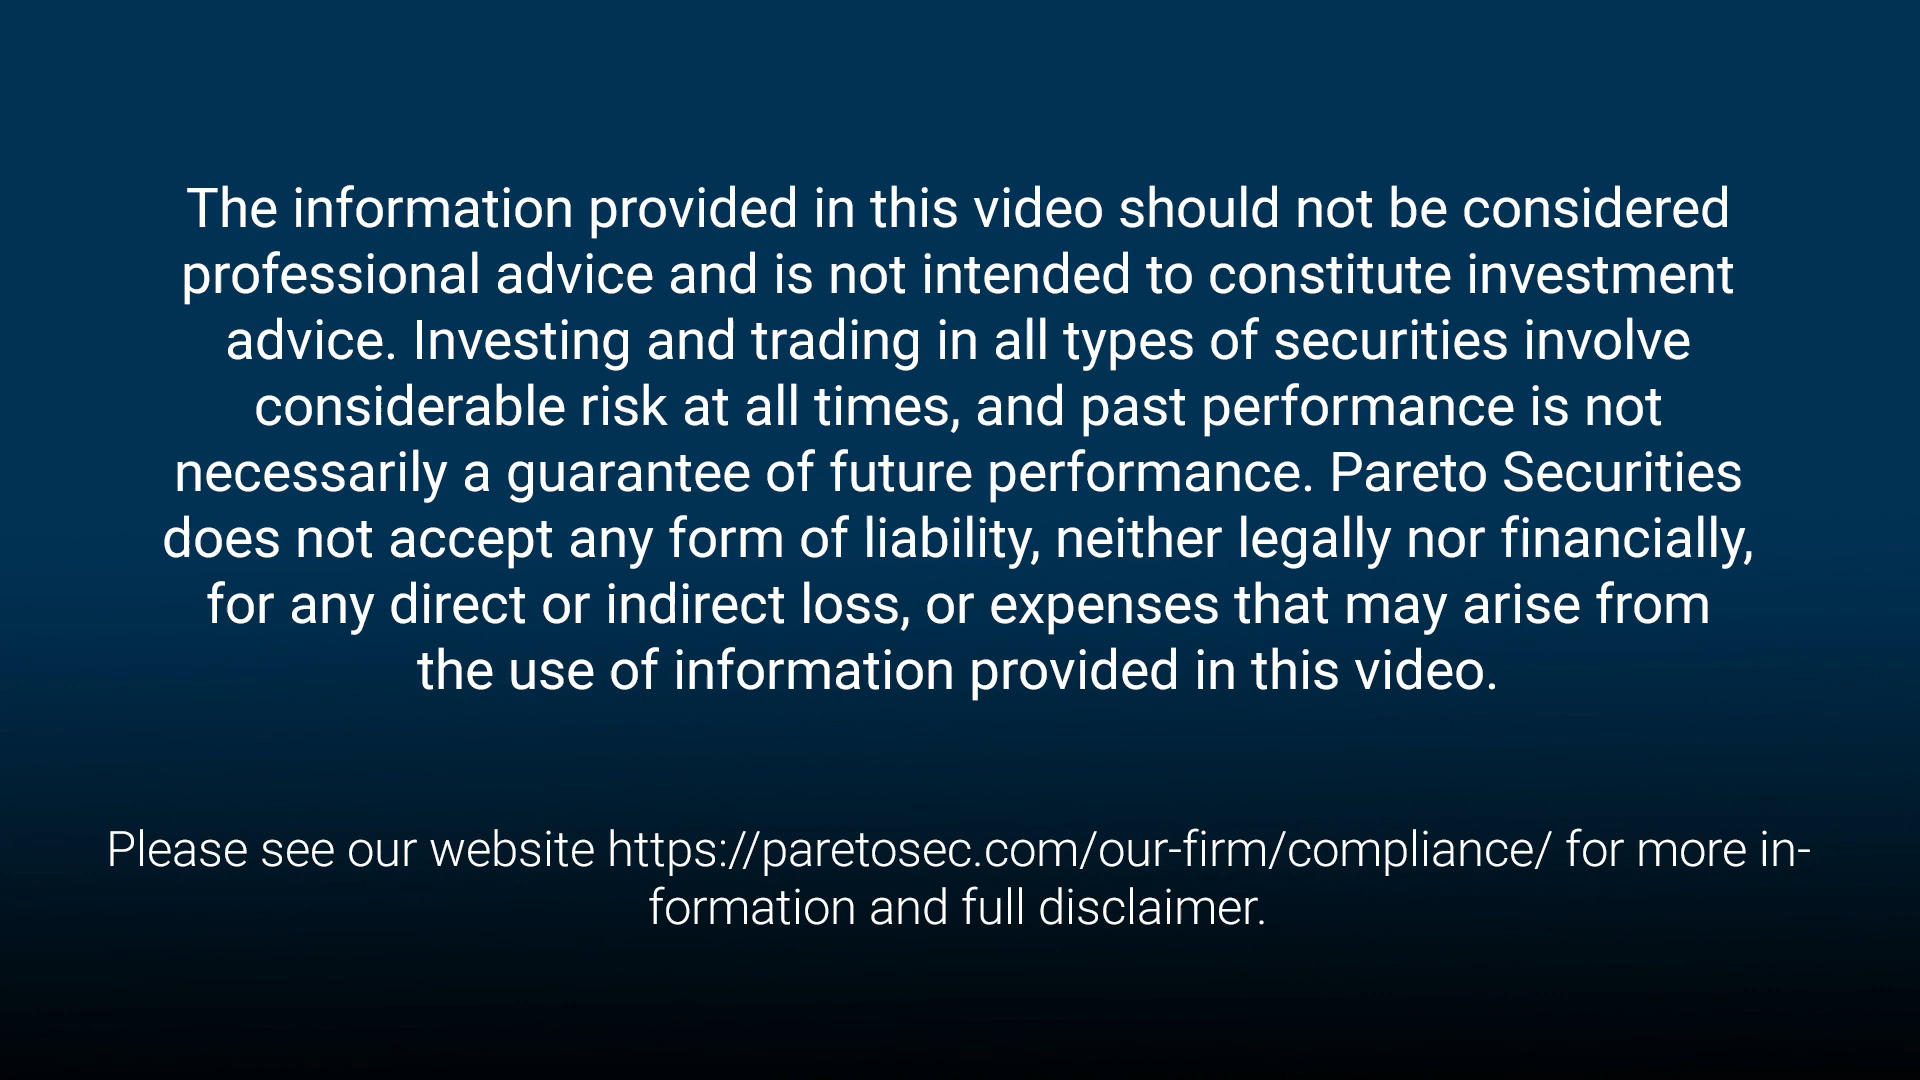 The information provided in this video should not be considered
professional advice and is not intended to constitute investment
advice. Investing and trading in all types of securities involve
considerable risk at all times, and past performance is not
necessarily a guarantee of future performance. Pareto Securities
does not accept any form of liability, neither legally nor financially,
for any direct or indirect loss, or expenses that may arise from
the use of information provided in this video.
Please see our website https://paretosec.com/our-firm/compliance/ for more in-
formation and full disclaimer.